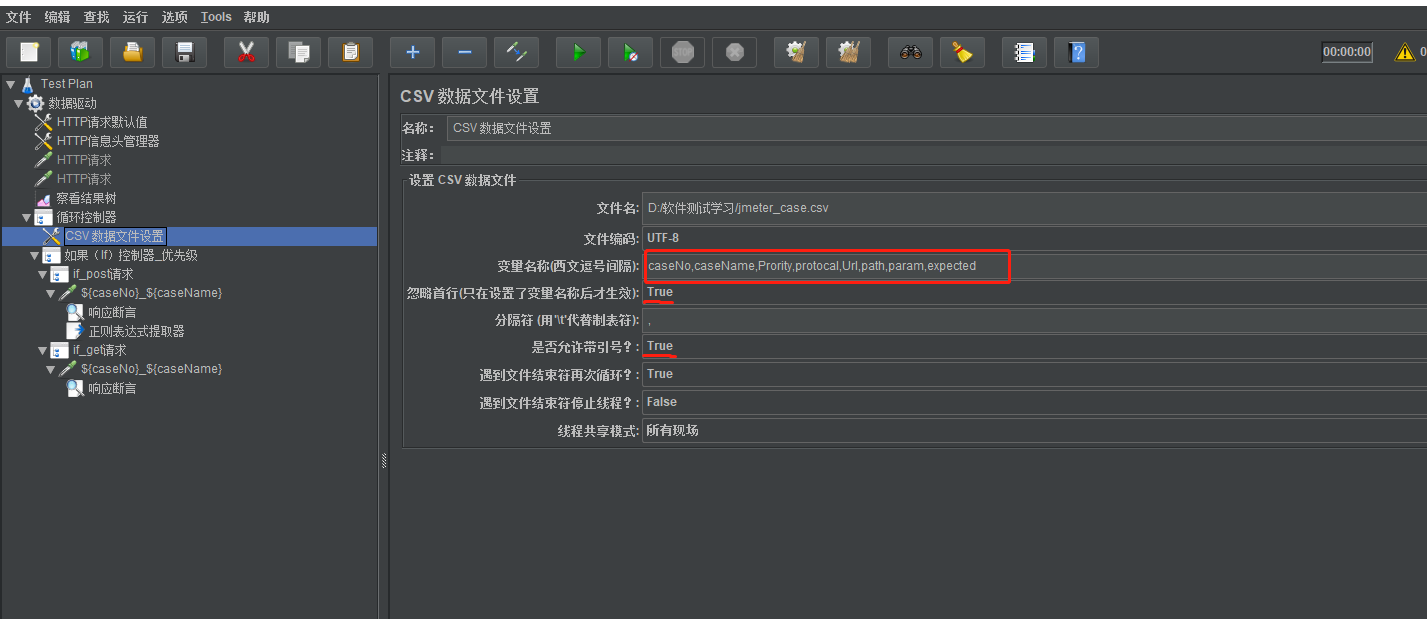 文件 编辑 查找 运行 选项 Tools 帮助
STOP
00:00:00
0
Test Plan
数据驱动
HTTP请求默认值
HTTP信息头管理器
HTTP请求
HTTP请求
察看结果树
循环控制器
CSV 数据文件设置
如果（If）控制器_优先级
if_post请求
${caseNo}_${caseName}
响应断言
正则表达式提取器
if_get请求
${caseNo}_${caseName}
响应断言
CSV 数据文件设置
名称： CSV 数据文件设置
注释：
设置 CSV 数据文件
文件名: D:/软件测试学习/jmeter_case.csv
文件编码: UTF-8
变量名称(西文逗号间隔): caseNo,caseName,Prority,protocal,Url,path,param,expected
忽略首行(只在设置了变量名称后才生效): True
分隔符 (用'\t'代替制表符): ,
是否允许带引号？: True
遇到文件结束符再次循环？: True
遇到文件结束符停止线程？: False
线程共享模式: 所有现场